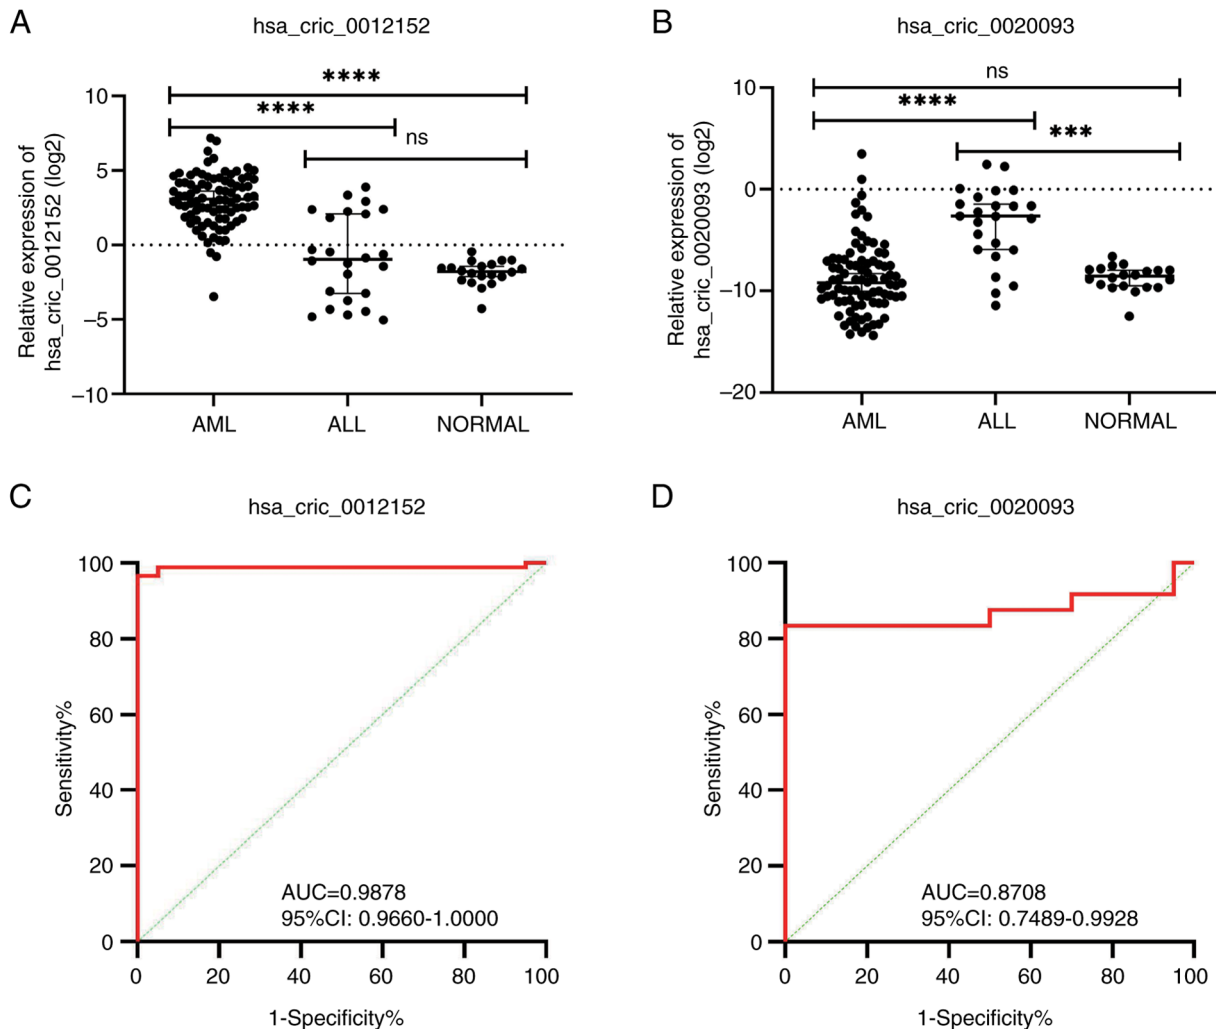 A
hsa_cric_0012152
****
****
ns
Relative expression of
hsa_cric_0012152 (log2)
10
5
0
−5
−10
AML
ALL
NORMAL
B
hsa_cric_0020093
ns
****
***
Relative expression of
hsa_cric_0020093 (log2)
10
0
−10
−20
AML
ALL
NORMAL
C
hsa_cric_0012152
Sensitivity%
100
80
60
40
20
0
AUC=0.9878
95%CI: 0.9660-1.0000
0 20 40 60 80 100
1-Specificity%
D
hsa_cric_0020093
Sensitivity%
100
80
60
40
20
0
AUC=0.8708
95%CI: 0.7489-0.9928
0 20 40 60 80 100
1-Specificity%